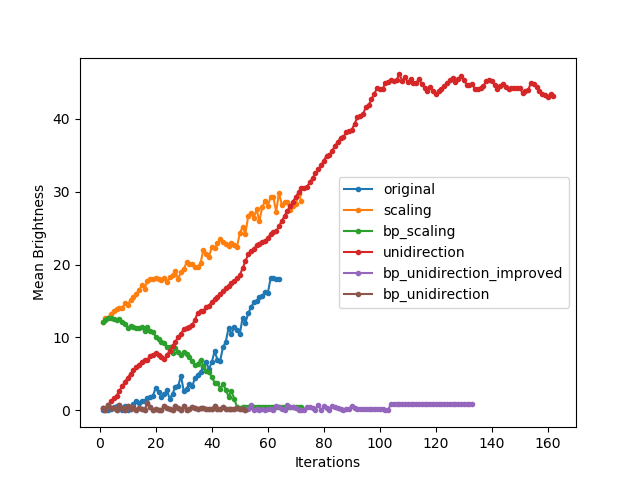 Mean Brightness
40
30
20
10
0
original
scaling
bp_scaling
unidirection
bp_unidirection_improved
bp_unidirection
0 20 40 60 80 100 120 140 160
Iterations